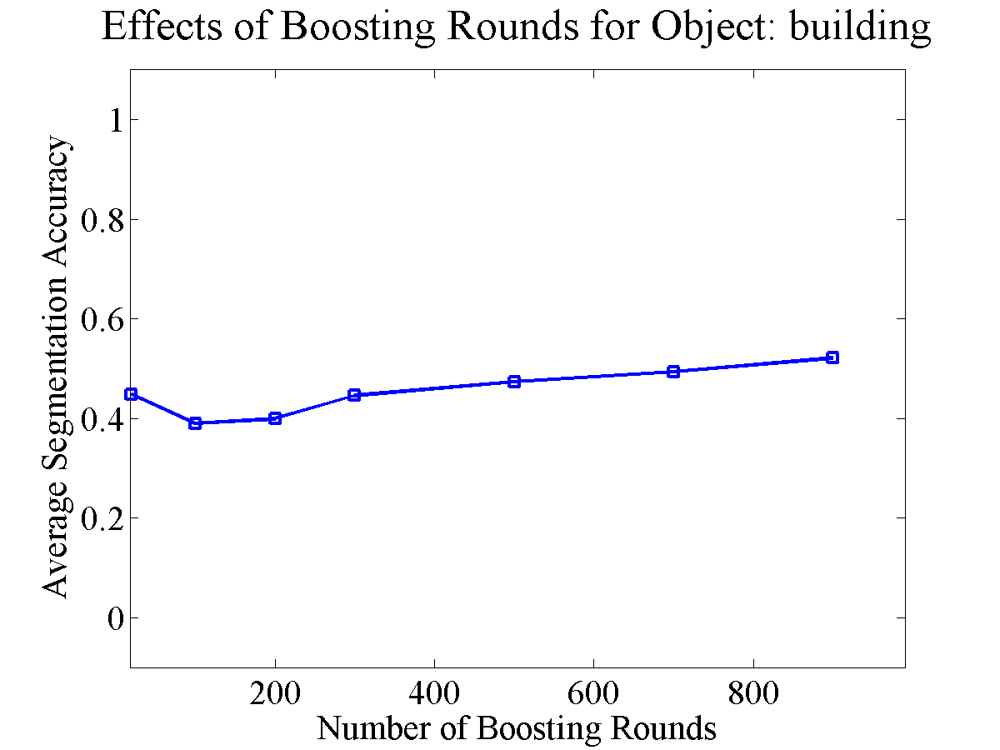 Effects of Boosting Rounds for Object: building
Average Segmentation Accuracy
1
0.8
0.6
0.4
0.2
0
200 400 600 800
Number of Boosting Rounds